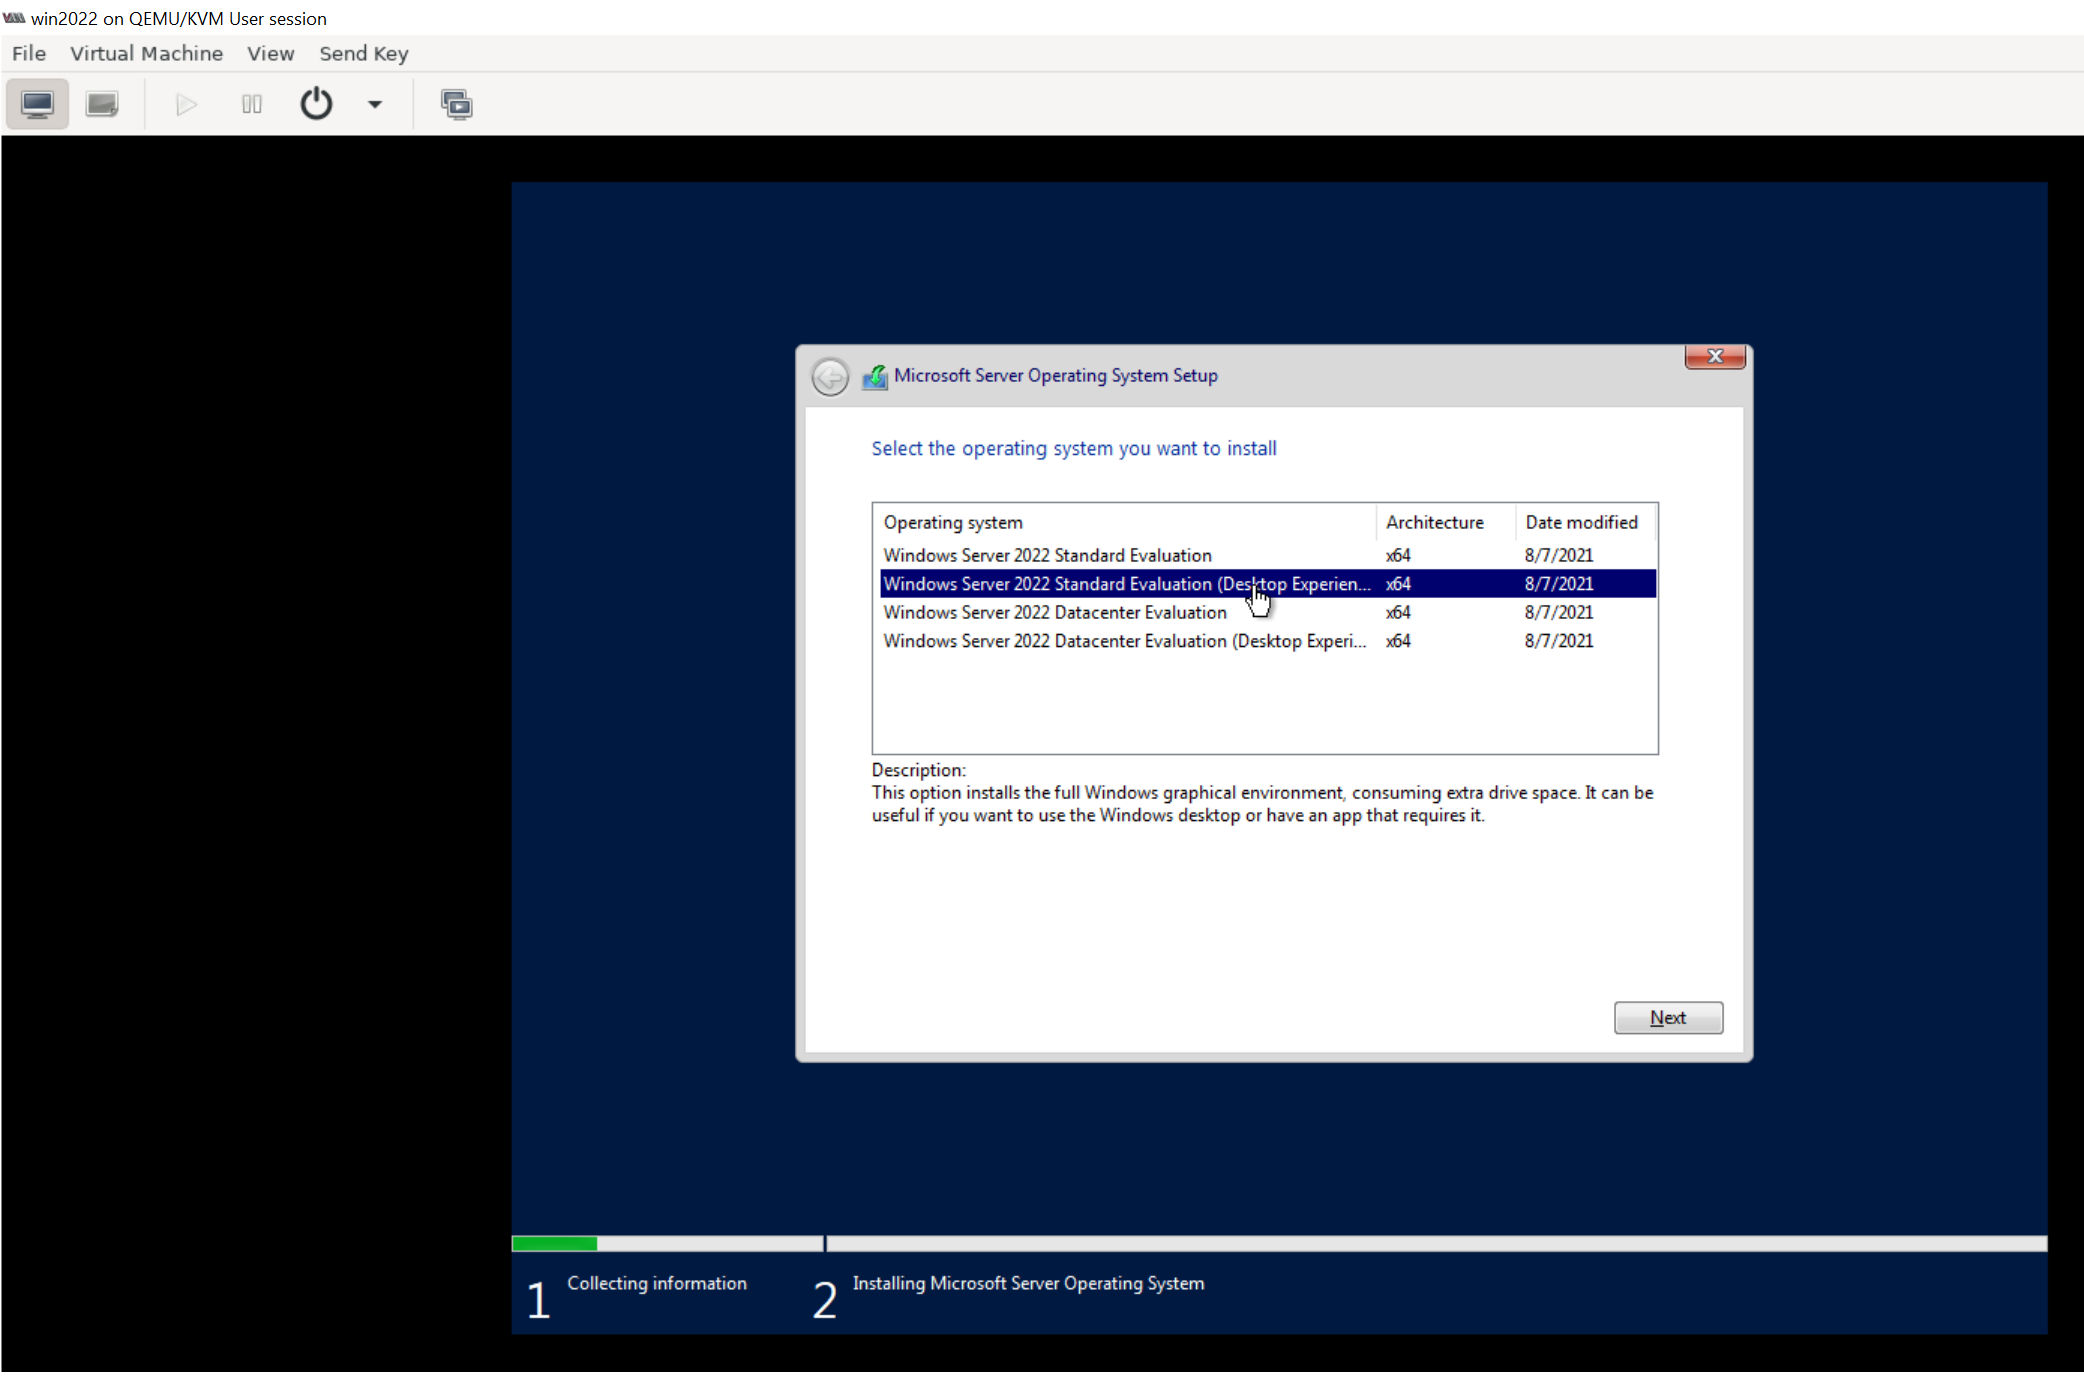 win2022 on QEMU/KVM User session
File Virtual Machine View Send Key
Microsoft Server Operating System Setup
Select the operating system you want to install
Operating system Architecture Date modified
Windows Server 2022 Standard Evaluation x64 8/7/2021
Windows Server 2022 Standard Evaluation (Desktop Experien... x64 8/7/2021
Windows Server 2022 Datacenter Evaluation x64 8/7/2021
Windows Server 2022 Datacenter Evaluation (Desktop Experi... x64 8/7/2021
Description:
This option installs the full Windows graphical environment, consuming extra drive space. It can be
useful if you want to use the Windows desktop or have an app that requires it.
Next
1 Collecting information 2 Installing Microsoft Server Operating System